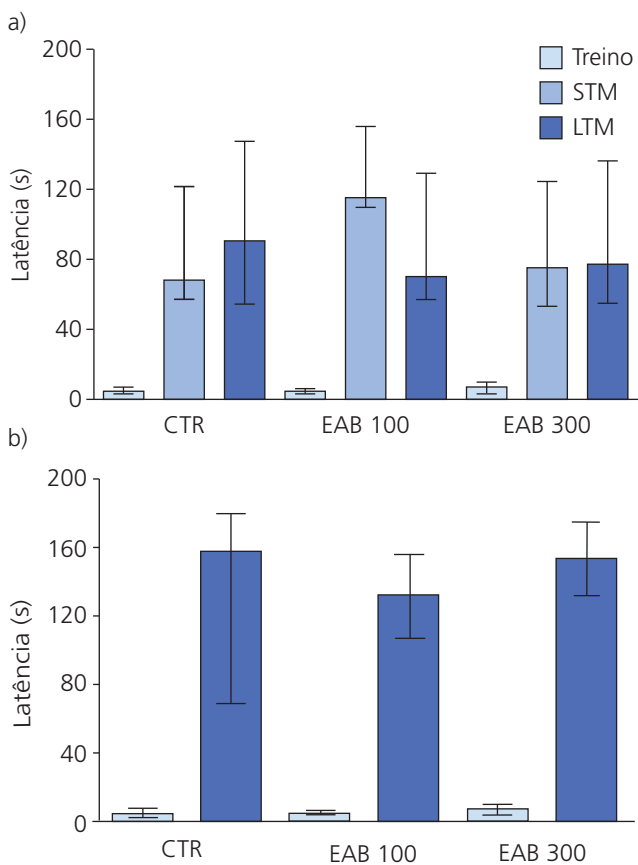 a)
200
160
120
80
40
0
Latência (s)
Treino
STM
LTM
CTR EAB 100 EAB 300
b)
200
160
120
80
40
0
Latência (s)
CTR EAB 100 EAB 300